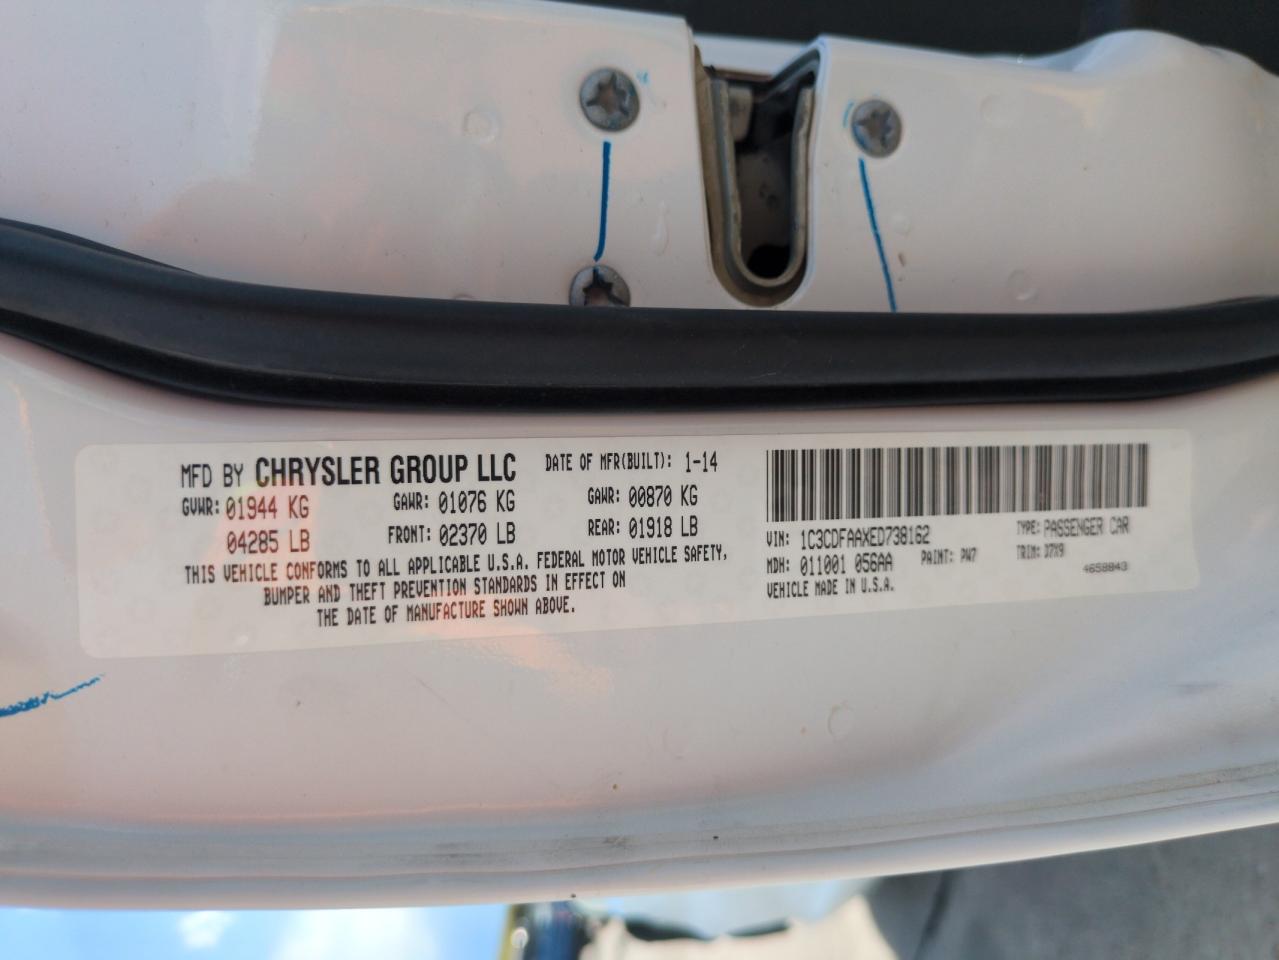 MFD BY CHRYSLER GROUP LLC DATE OF MFR(BUILT): 1-14
GVWR: 01944 KG GAWR: 01076 KG GAWR: 00870 KG
04285 LB FRONT: 02370 LB REAR: 01918 LB
THIS VEHICLE CONFORMS TO ALL APPLICABLE U.S.A. FEDERAL MOTOR VEHICLE SAFETY,
BUMPER AND THEFT PREVENTION STANDARDS IN EFFECT ON
THE DATE OF MANUFACTURE SHOWN ABOVE.
VIN: 1C3CDFAAXED738162 TYPE: PASSENGER CAR
MDH: 011001 056AA PAINT: PW7 TRIM: D7X9
VEHICLE MADE IN U.S.A. 4658843